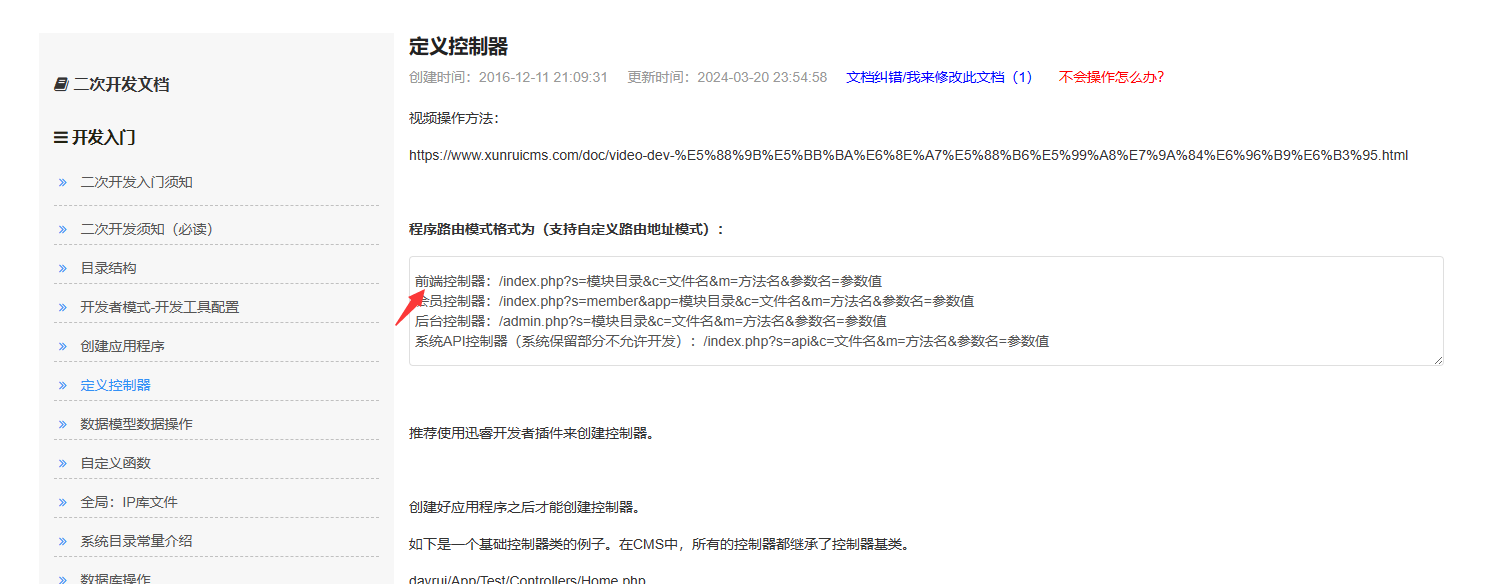 二次开发文档
开发入门
二次开发入门须知
二次开发须知（必读）
目录结构
开发者模式-开发工具配置
创建应用程序
定义控制器
数据模型数据操作
自定义函数
全局：IP库文件
系统目录常量介绍
数据库操作
定义控制器
创建时间：2016-12-11 21:09:31 更新时间：2024-03-20 23:54:58 文档纠错/我来修改此文档（1） 不会操作怎么办?
视频操作方法：
https://www.xunruicms.com/doc/video-dev-%E5%88%9B%E5%BB%BA%E6%8E%A7%E5%88%B6%E5%99%A8%E7%9A%84%E6%96%B9%E6%B3%95.html
程序路由模式格式为（支持自定义路由地址模式）：
前端控制器：/index.php?s=模块目录&c=文件名&m=方法名&参数名=参数值
会员控制器：/index.php?s=member&app=模块目录&c=文件名&m=方法名&参数名=参数值
后台控制器：/admin.php?s=模块目录&c=文件名&m=方法名&参数名=参数值
系统API控制器（系统保留部分不允许开发）：/index.php?s=api&c=文件名&m=方法名&参数名=参数值
推荐使用迅睿开发者插件来创建控制器。
创建好应用程序之后才能创建控制器。
如下是一个基础控制器类的例子。在CMS中，所有的控制器都继承了控制器基类。
dayrui/App/Test/Controllers/Home.php